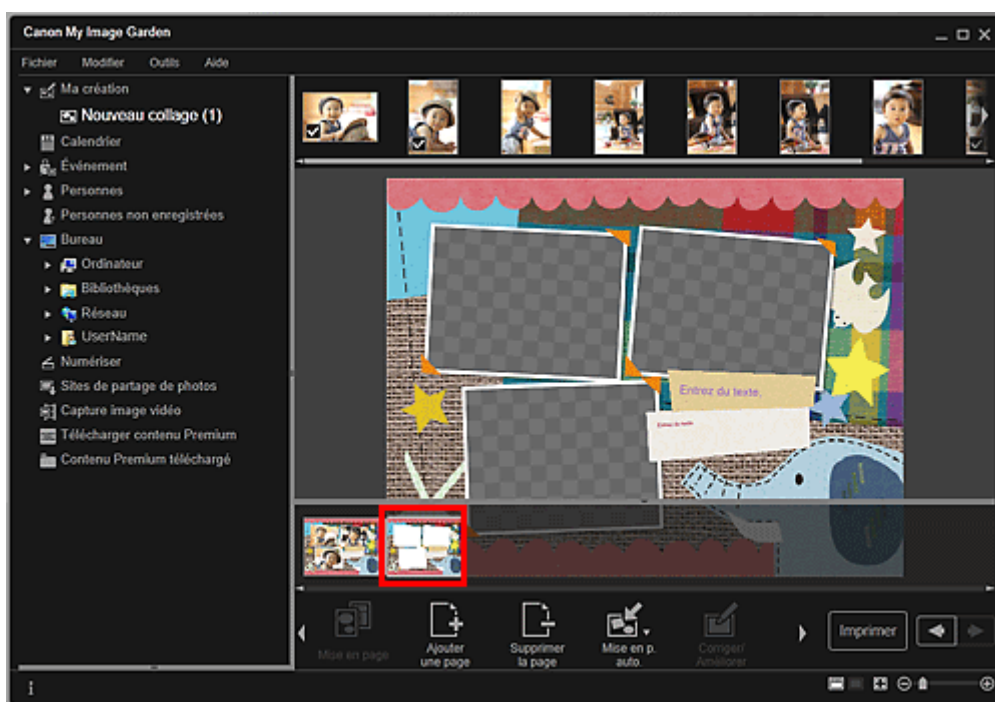 Canon My Image Garden
Fichier Modifier Outils Aide
Ma création
Nouveau collage (1)
Calendrier
Événement
Personnes
Personnes non enregistrées
Bureau
Ordinateur
Bibliothèques
Réseau
UserName
Numériser
Sites de partage de photos
Capture image vidéo
Télécharger contenu Premium
Contenu Premium téléchargé
Entrez du texte.
Entrez du texte.
Mise en page
Ajouter
une page
Supprimer
la page
Mise en p.
auto.
Corriger/
Améliorer
Imprimer